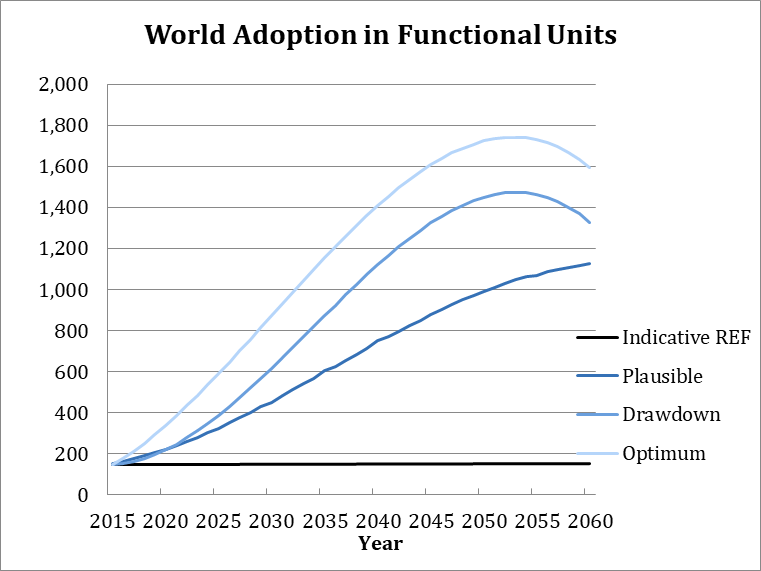 World Adoption in Functional Units
2,000
1,800
1,600
1,400
1,200
1,000
800
600
400
200
0
2015 2020 2025 2030 2035 2040 2045 2050 2055 2060
Year
Indicative REF
Plausible
Drawdown
Optimum